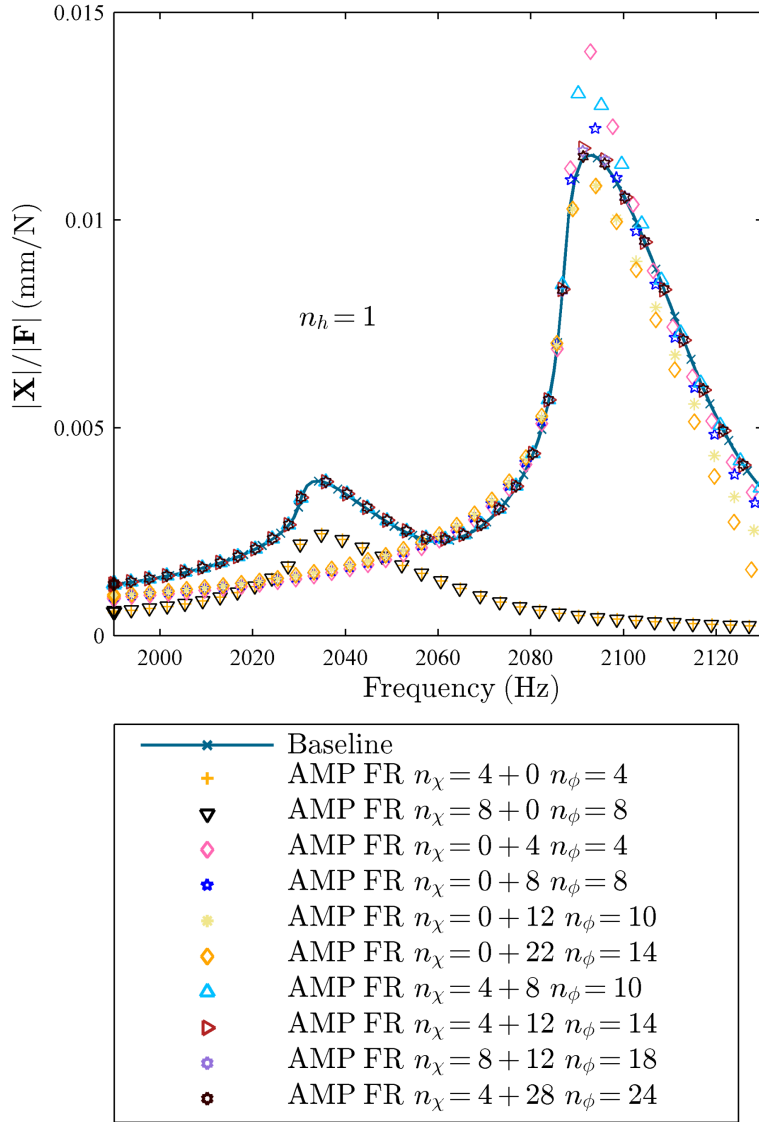 0.015
0.01
0.005
0
|X|/|F| (mm/N)
n_h = 1
2000 2020 2040 2060 2080 2100 2120
Frequency (Hz)
Baseline
AMP FR n_χ = 4 + 0 n_ϕ = 4
AMP FR n_χ = 8 + 0 n_ϕ = 8
AMP FR n_χ = 0 + 4 n_ϕ = 4
AMP FR n_χ = 0 + 8 n_ϕ = 8
AMP FR n_χ = 0 + 12 n_ϕ = 10
AMP FR n_χ = 0 + 22 n_ϕ = 14
AMP FR n_χ = 4 + 8 n_ϕ = 10
AMP FR n_χ = 4 + 12 n_ϕ = 14
AMP FR n_χ = 8 + 12 n_ϕ = 18
AMP FR n_χ = 4 + 28 n_ϕ = 24